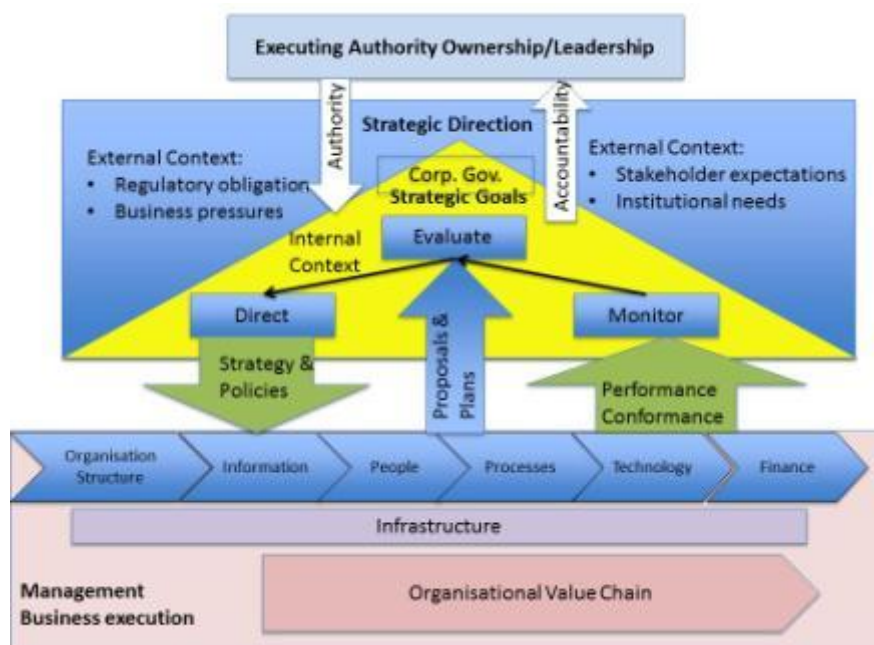 Executing Authority Ownership/Leadership
Authority
Accountability
Strategic Direction
External Context:
• Regulatory obligation
• Business pressures
External Context:
• Stakeholder expectations
• Institutional needs
Corp. Gov.
Strategic Goals
Internal
Context
Evaluate
Direct
Monitor
Strategy &
Policies
Proposals &
Plans
Performance
Conformance
Organisation
Structure
Information
People
Processes
Technology
Finance
Infrastructure
Organisational Value Chain
Management
Business execution